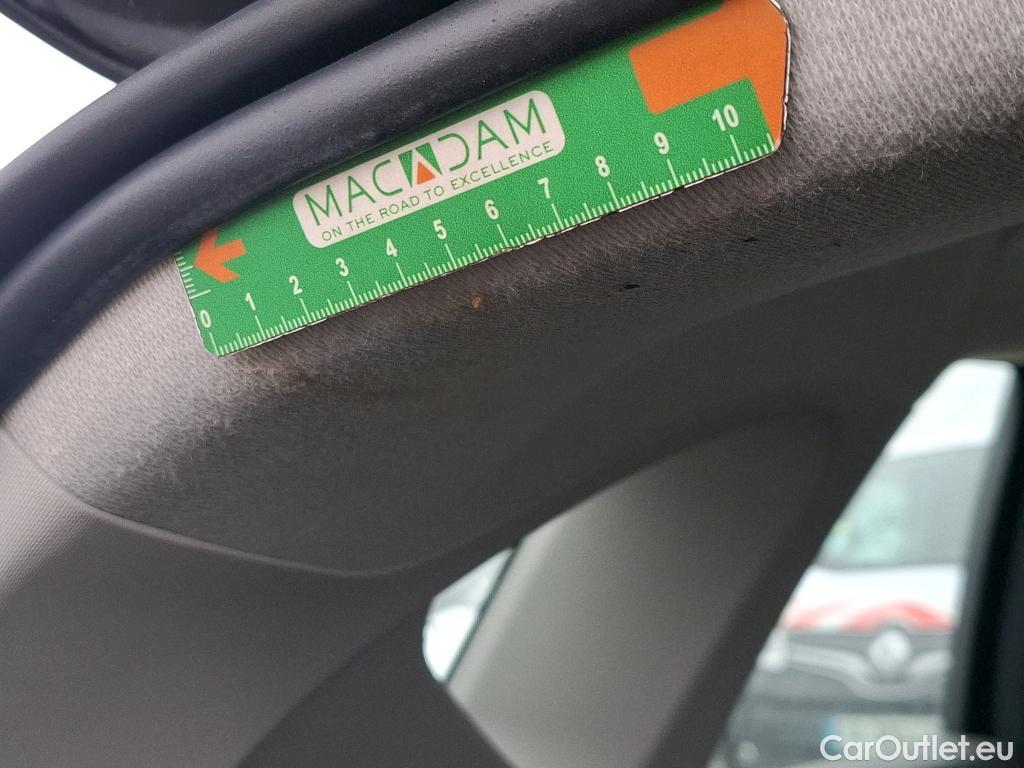 MACADAM
ON THE ROAD TO EXCELLENCE
0 1 2 3 4 5 6 7 8 9 10
CarOutlet.eu